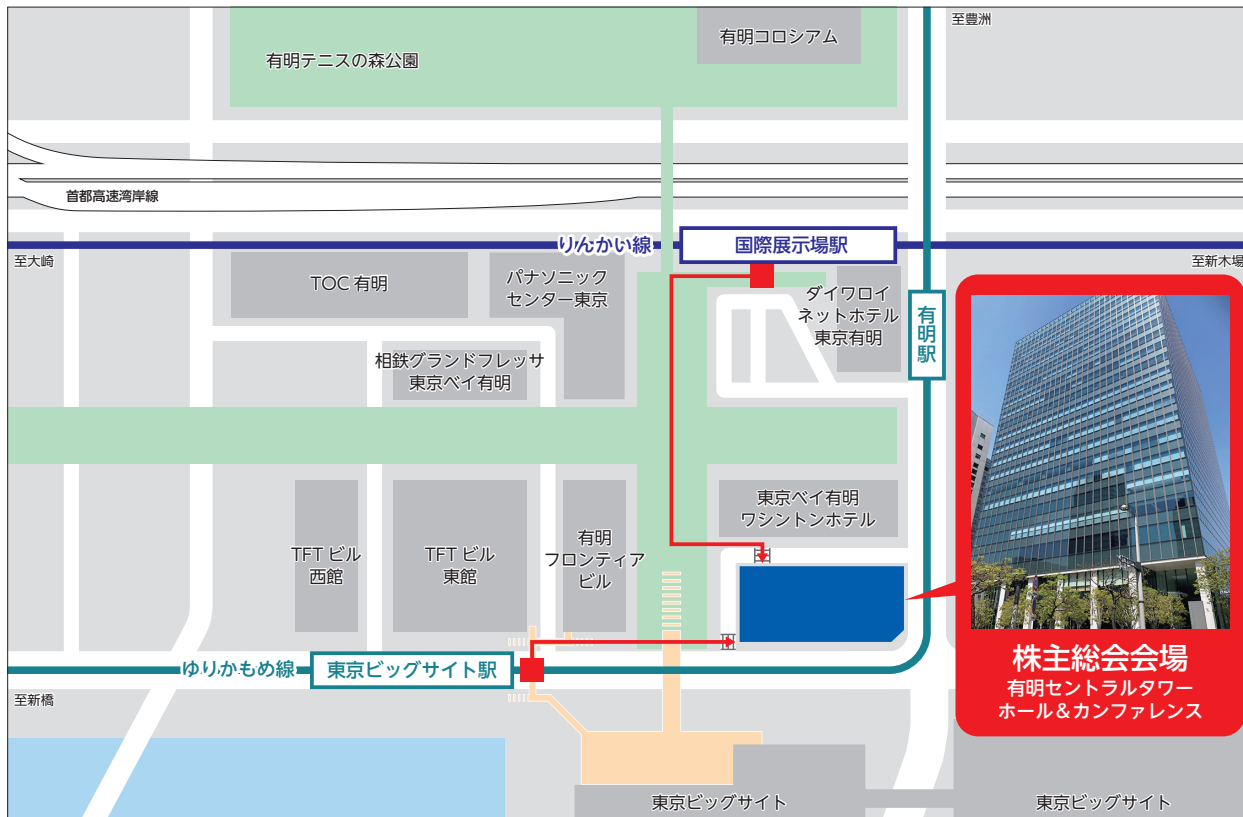 至豊洲
有明コロシアム
有明テニスの森公園
首都高速湾岸線
りんかい線
国際展示場駅
至大崎
至新木場
TOC 有明
パナソニック
センター東京
ダイワロイ
ネットホテル
東京有明
有明駅
相鉄グランドフレッサ
東京ベイ有明
東京ベイ有明
ワシントンホテル
TFT ビル
西館
TFT ビル
東館
有明
フロンティア
ビル
株主総会会場
有明セントラルタワー
ホール&カンファレンス
ゆりかもめ線
東京ビッグサイト駅
至新橋
東京ビッグサイト
東京ビッグサイト